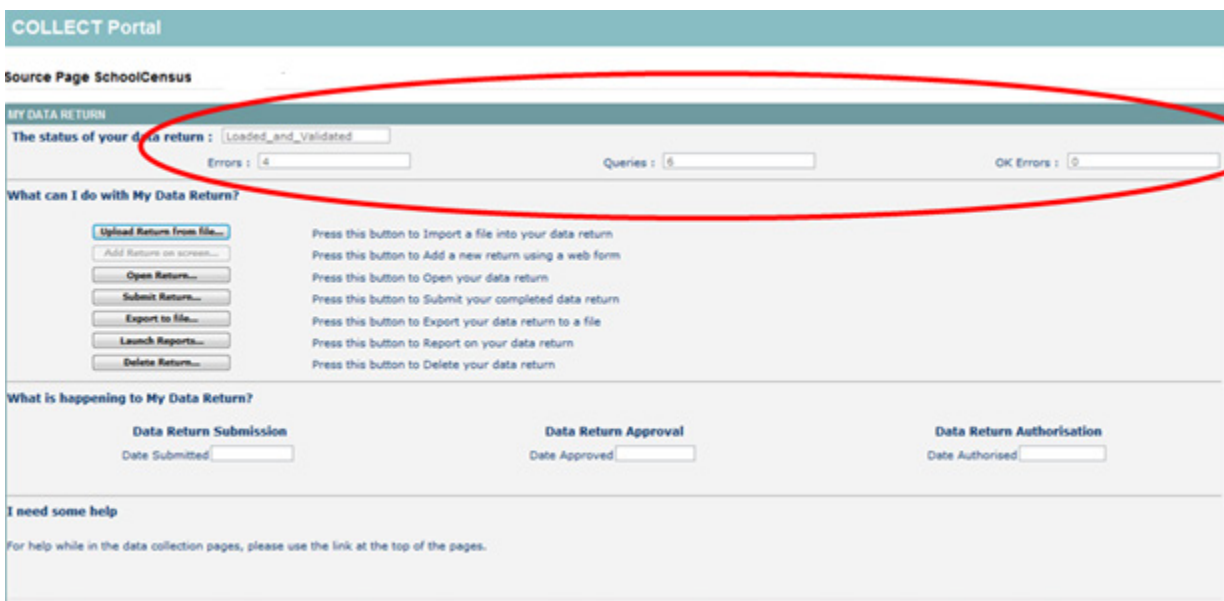 COLLECT Portal
Source Page SchoolCensus
MY DATA RETURN
The status of your data return : Loaded_and_Validated
Errors : 4 Queries : 6 OK Errors : 0
What can I do with My Data Return?
Upload Return from file... Press this button to Import a file into your data return
Add Return on screen... Press this button to Add a new return using a web form
Open Return... Press this button to Open your data return
Submit Return... Press this button to Submit your completed data return
Export to file... Press this button to Export your data return to a file
Launch Reports... Press this button to Report on your data return
Delete Return... Press this button to Delete your data return
What is happening to My Data Return?
Data Return Submission Data Return Approval Data Return Authorisation
Date Submitted Date Approved Date Authorised
I need some help
For help while in the data collection pages, please use the link at the top of the pages.